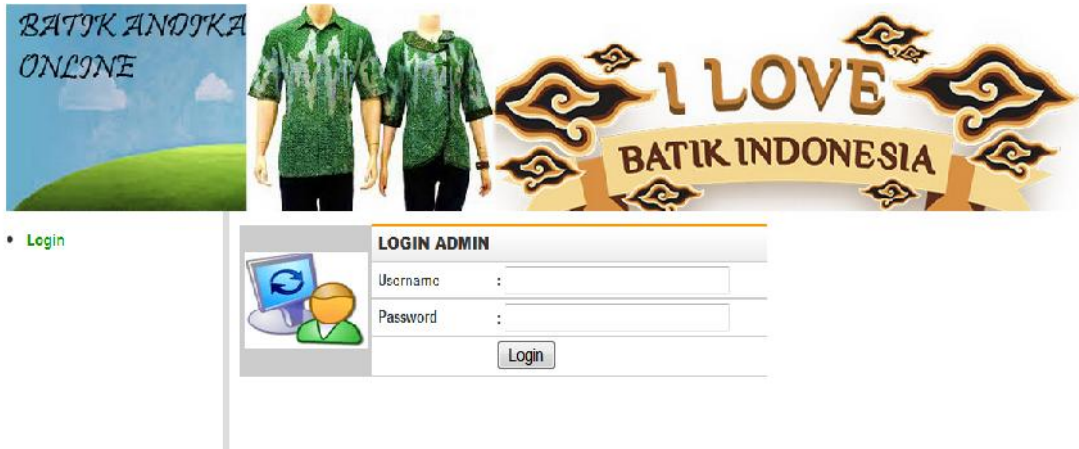 BATIK ANDIKA
ONLINE
I LOVE
BATIK INDONESIA
Login
LOGIN ADMIN
Username :
Password :
Login